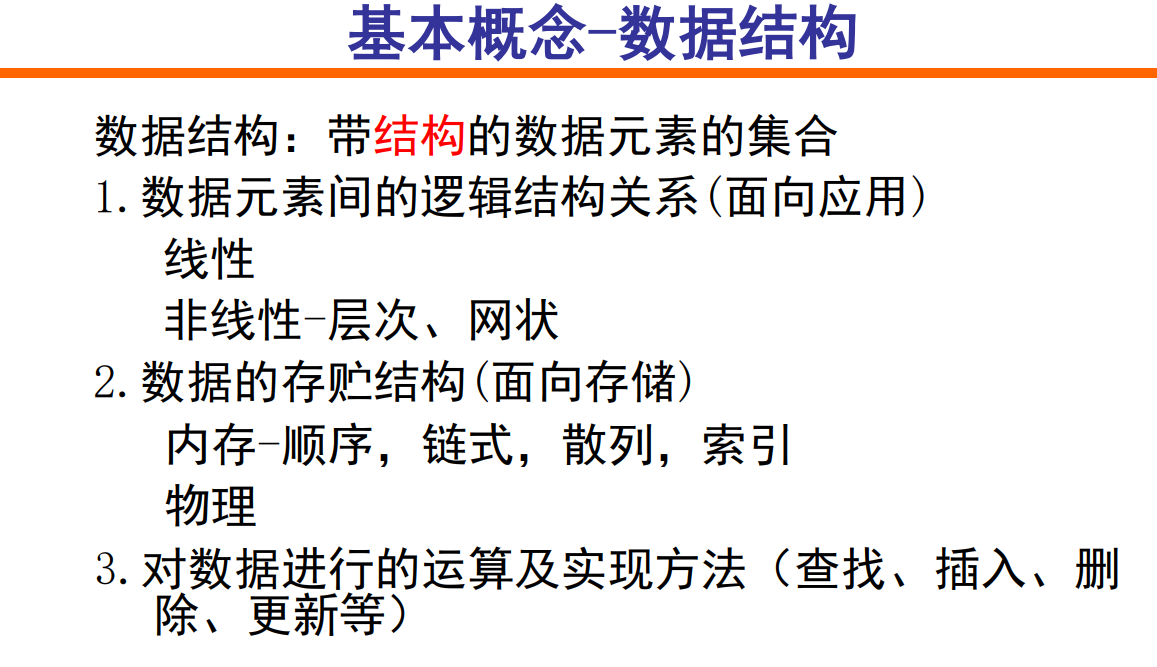 基本概念-数据结构
数据结构：带结构的数据元素的集合
1.数据元素间的逻辑结构关系(面向应用)
线性
非线性-层次、网状
2.数据的存贮结构(面向存储)
内存-顺序，链式，散列，索引
物理
3.对数据进行的运算及实现方法（查找、插入、删
除、更新等）